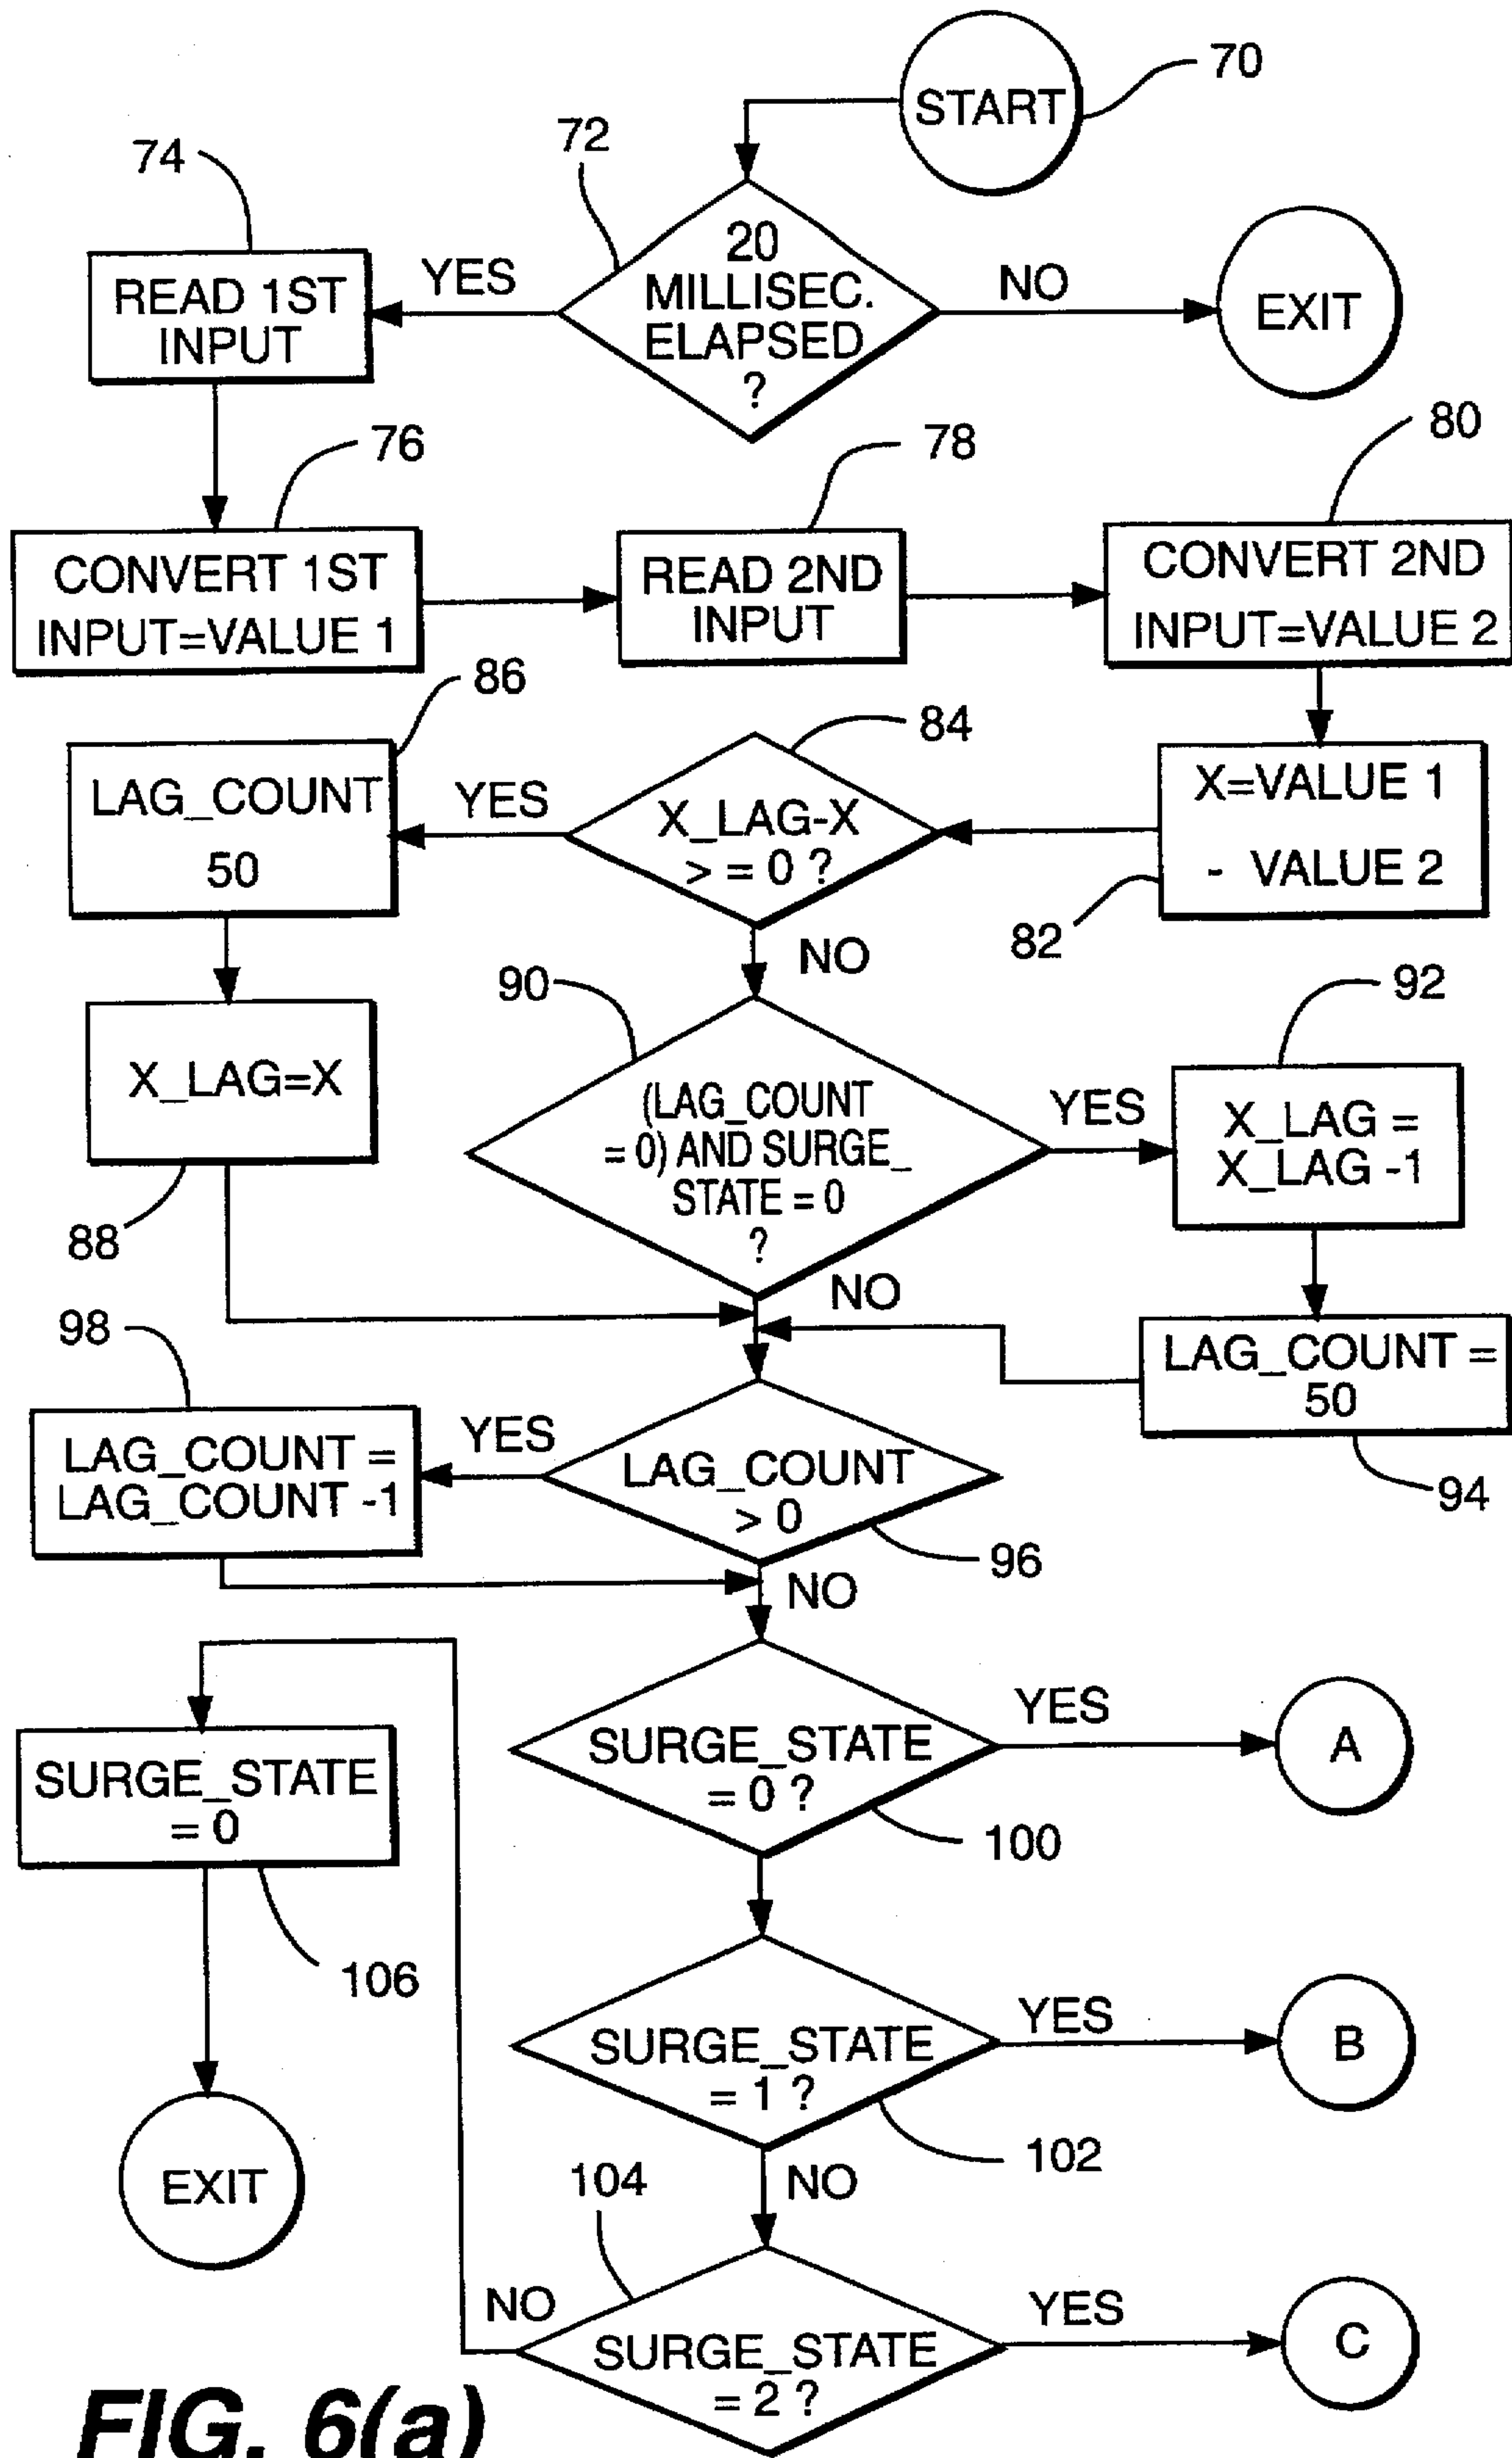 START
70
72
74
20
MILLISEC.
ELAPSED
?
YES
NO
READ 1ST
INPUT
EXIT
76
78
80
CONVERT 1ST
INPUT=VALUE 1
READ 2ND
INPUT
CONVERT 2ND
INPUT=VALUE 2
86
84
LAG_COUNT
50
YES
X_LAG-X
> = 0 ?
X=VALUE 1
- VALUE 2
82
NO
90
92
X_LAG=X
88
(LAG_COUNT
= 0) AND SURGE_
STATE = 0
?
YES
X_LAG =
X_LAG -1
NO
98
LAG_COUNT =
50
94
LAG_COUNT =
LAG_COUNT -1
YES
LAG_COUNT
> 0
96
NO
SURGE_STATE
= 0 ?
YES
A
100
SURGE_STATE
= 0
106
SURGE_STATE
= 1 ?
YES
B
102
EXIT
104
NO
NO
SURGE_STATE
= 2 ?
YES
C
FIG. 6(a)